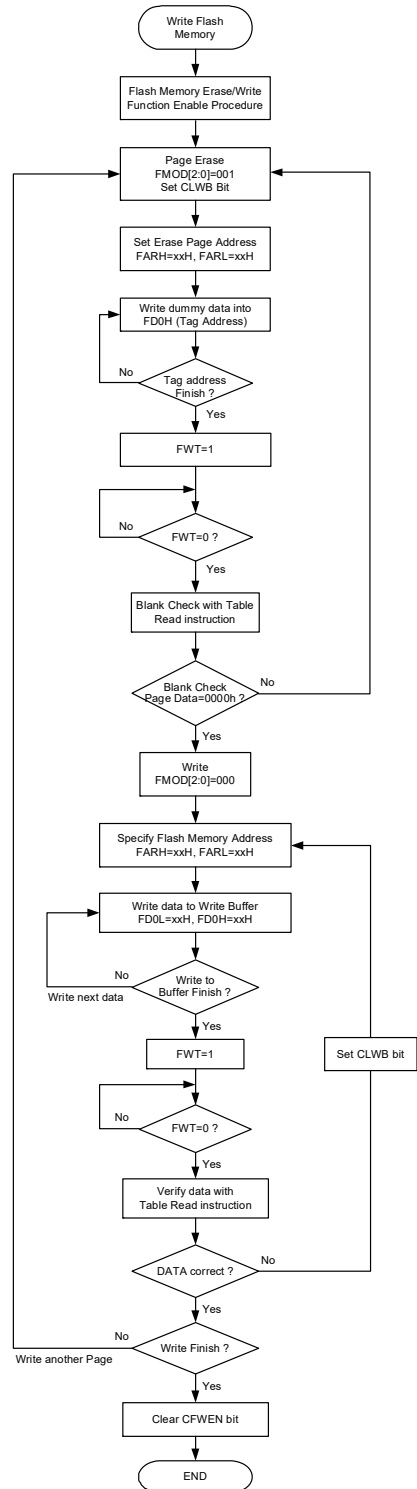 Write Flash
Memory
Flash Memory Erase/Write
Function Enable Procedure
Page Erase
FMOD[2:0]=001
Set CLWB Bit
Set Erase Page Address
FARH=xxH, FARL=xxH
Write dummy data into
FD0H (Tag Address)
No
Tag address
Finish ?
Yes
FWT=1
No
FWT=0 ?
Yes
Blank Check with Table
Read instruction
No
Blank Check
Page Data=0000h ?
Yes
Write
FMOD[2:0]=000
Specify Flash Memory Address
FARH=xxH, FARL=xxH
Write data to Write Buffer
FD0L=xxH, FD0H=xxH
No
Write next data
Write to
Buffer Finish ?
Yes
FWT=1
Set CLWB bit
No
FWT=0 ?
Yes
Verify data with
Table Read instruction
No
DATA correct ?
Yes
No
Write another Page
Write Finish ?
Yes
Clear CFWEN bit
END